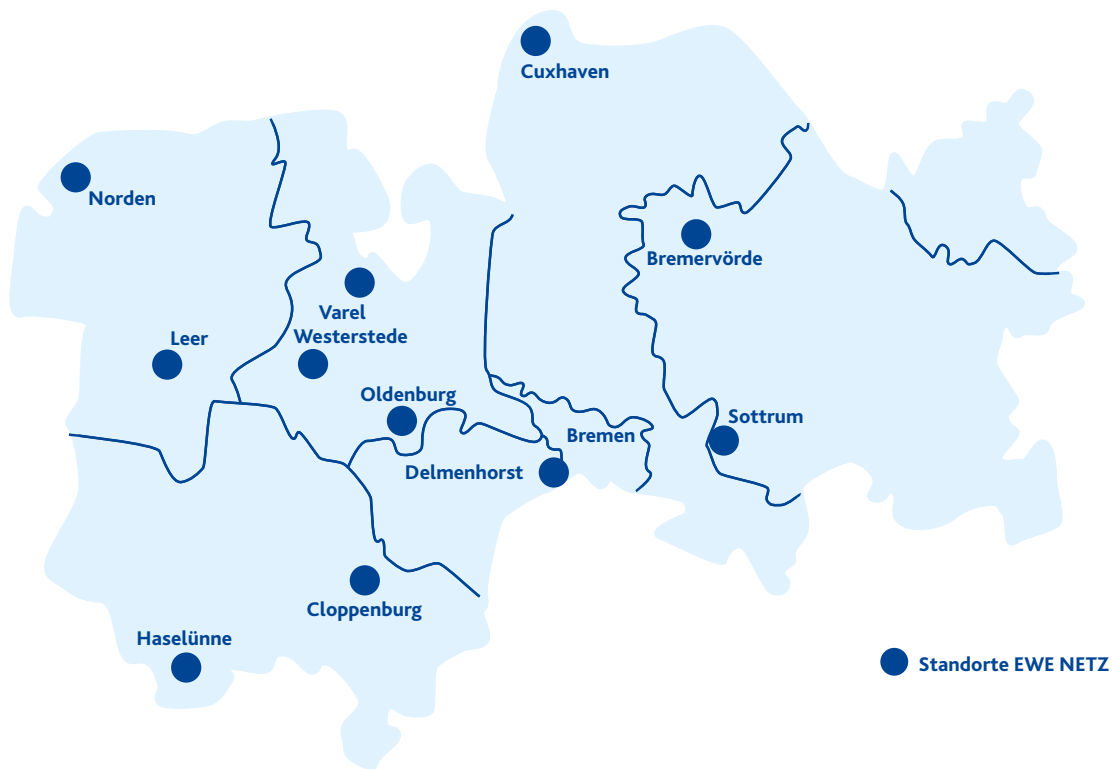 Cuxhaven
Norden
Bremervörde
Varel
Leer
Westerstede
Oldenburg
Sottrum
Bremen
Delmenhorst
Cloppenburg
Haselünne
Standorte EWE NETZ